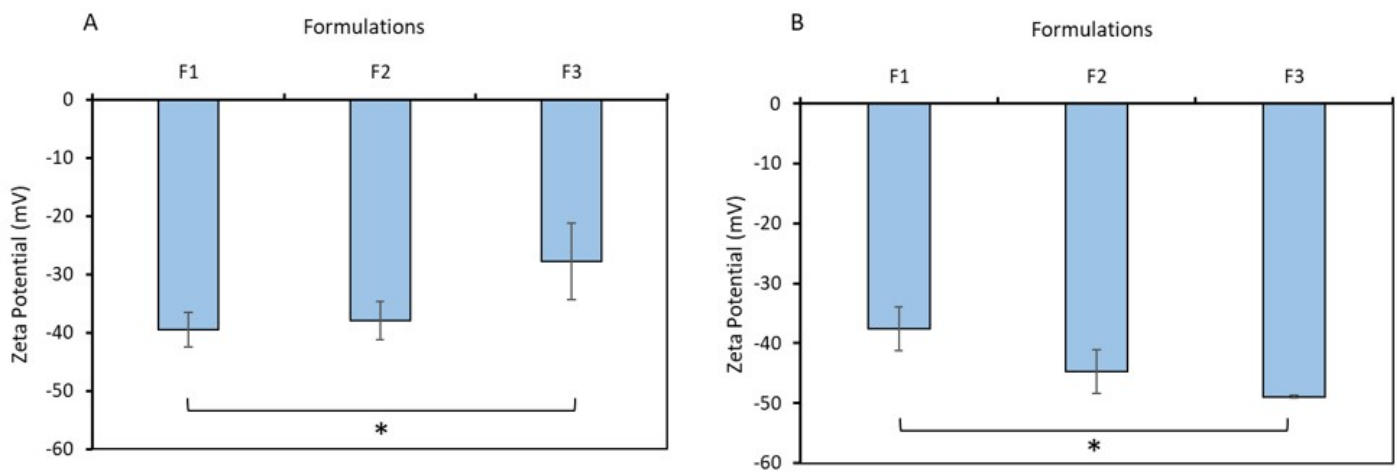 A
Formulations
F1 F2 F3
0
-10
-20
-30
-40
-50
-60
Zeta Potential (mV)
*
B
Formulations
F1 F2 F3
0
-10
-20
-30
-40
-50
-60
Zeta Potential (mV)
*